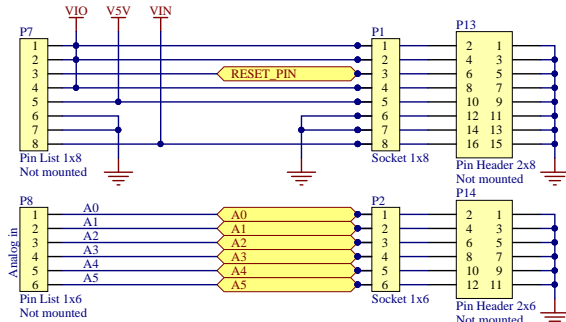 VIO V5V VIN
P7 P1 P13
1 1 2 1
2 2 4 3
3 RESET_PIN 3 6 5
4 4 8 7
5 5 10 9
6 6 12 11
7 7 14 13
8 8 16 15
Pin List 1x8 Socket 1x8 Pin Header 2x8
Not mounted Not mounted
P8 P2 P14
Analog in
1 A0 A0 1 2 1
2 A1 A1 2 4 3
3 A2 A2 3 6 5
4 A3 A3 4 8 7
5 A4 A4 5 10 9
6 A5 A5 6 12 11
Pin List 1x6 Socket 1x6 Pin Header 2x6
Not mounted Not mounted